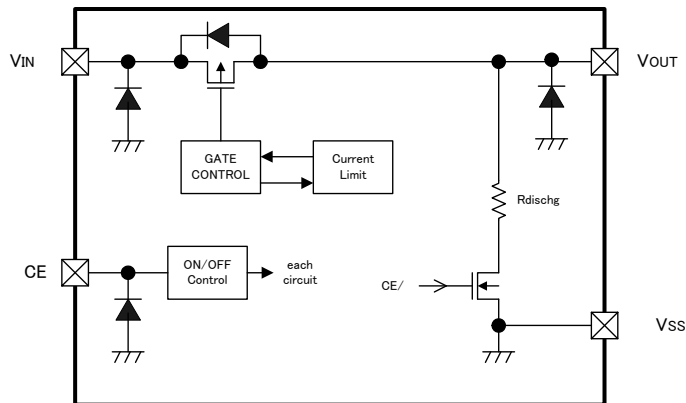 VIN
VOUT
GATE
CONTROL
Current
Limit
Rdischg
CE
ON/OFF
Control
each
circuit
CE/
VSS